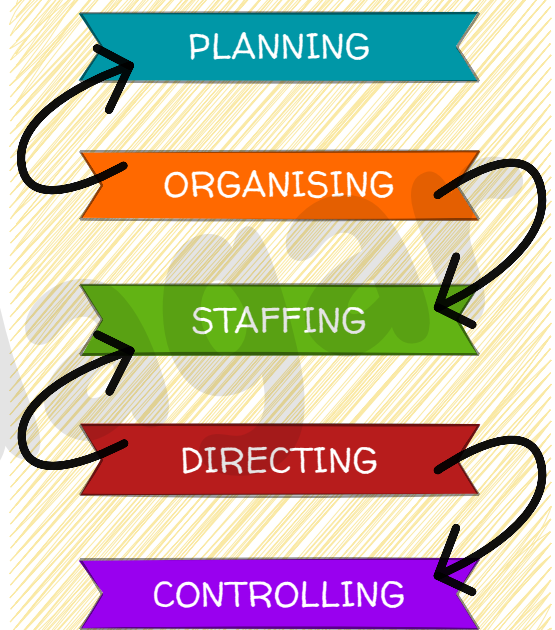 PLANNING
ORGANISING
STAFFING
DIRECTING
CONTROLLING